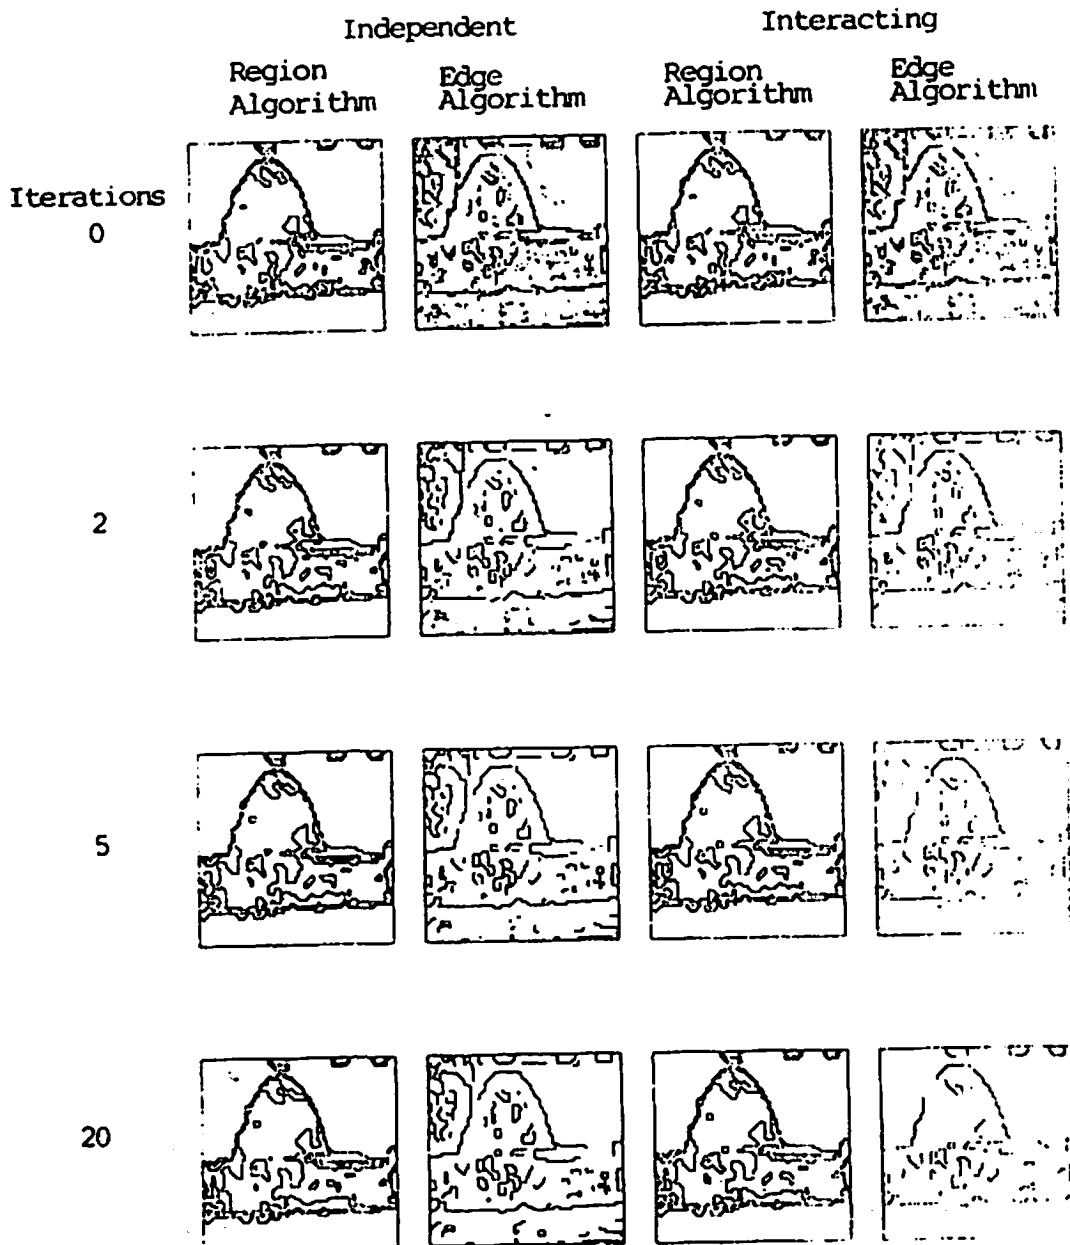 Independent
Interacting
Region
Algorithm
Edge
Algorithm
Region
Algorithm
Edge
Algorithm
Iterations
0
2
5
20